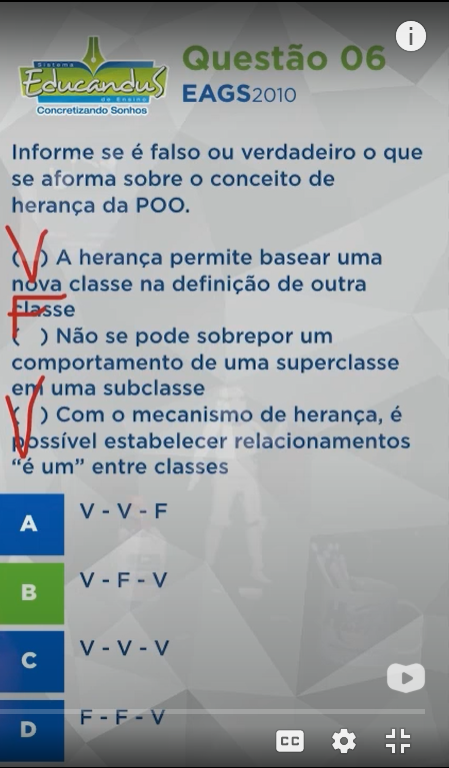 i
Sistema
Educandus
de Ensino
Concretizando Sonhos
Questão 06
EAGS2010
Informe se é falso ou verdadeiro o que
se aforma sobre o conceito de
herança da POO.
V
( ) A herança permite basear uma
nova classe na definição de outra
classe
F
( ) Não se pode sobrepor um
comportamento de uma superclasse
em uma subclasse
V
( ) Com o mecanismo de herança, é
possível estabelecer relacionamentos
“é um” entre classes
A V - V - F
B V - F - V
C V - V - V
D F - F - V
CC